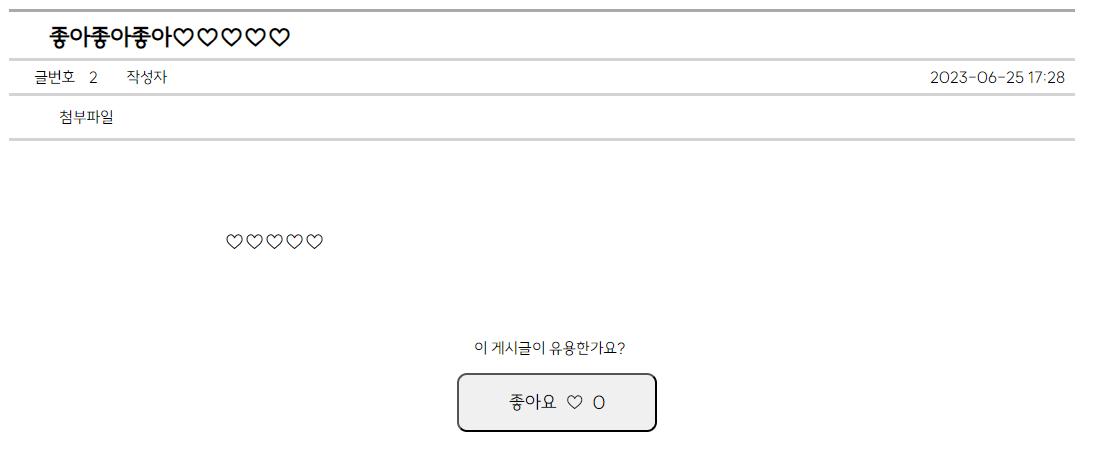 좋아좋아좋아♡♡♡♡♡
글번호 2 작성자 2023-06-25 17:28
첨부파일
♡♡♡♡♡
이 게시글이 유용한가요?
좋아요 ♡ 0